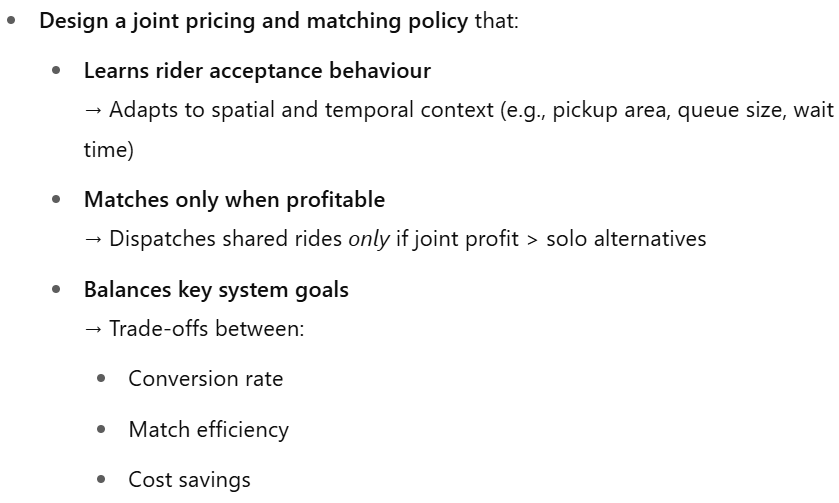 • Design a joint pricing and matching policy that:
• Learns rider acceptance behaviour
→ Adapts to spatial and temporal context (e.g., pickup area, queue size, wait
time)
• Matches only when profitable
→ Dispatches shared rides only if joint profit > solo alternatives
• Balances key system goals
→ Trade-offs between:
• Conversion rate
• Match efficiency
• Cost savings